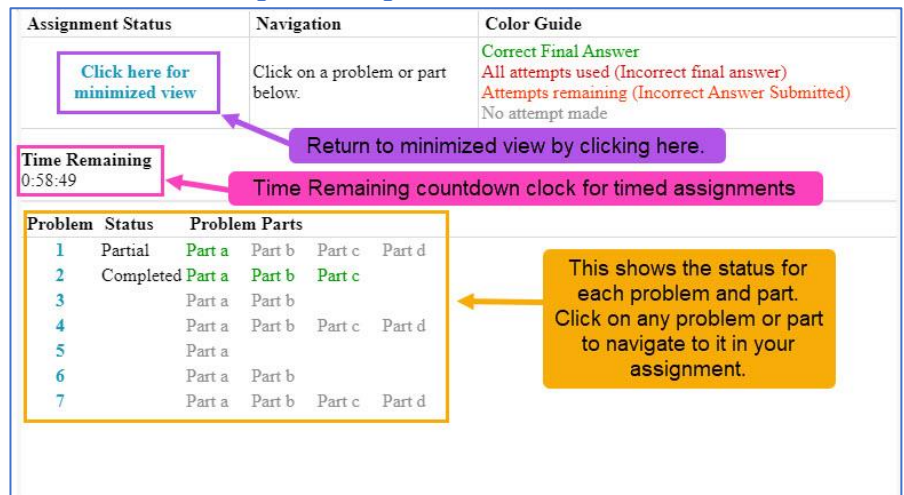 Assignment Status Navigation Color Guide
Click here for
minimized view
Click on a problem or part
below.
Correct Final Answer
All attempts used (Incorrect final answer)
Attempts remaining (Incorrect Answer Submitted)
No attempt made
Return to minimized view by clicking here.
Time Remaining
0:58:49
Time Remaining countdown clock for timed assignments
Problem Status Problem Parts
1 Partial Part a Part b Part c Part d
2 Completed Part a Part b Part c
3 Part a Part b
4 Part a Part b Part c Part d
5 Part a
6 Part a Part b
7 Part a Part b Part c Part d
This shows the status for
each problem and part.
Click on any problem or part
to navigate to it in your
assignment.